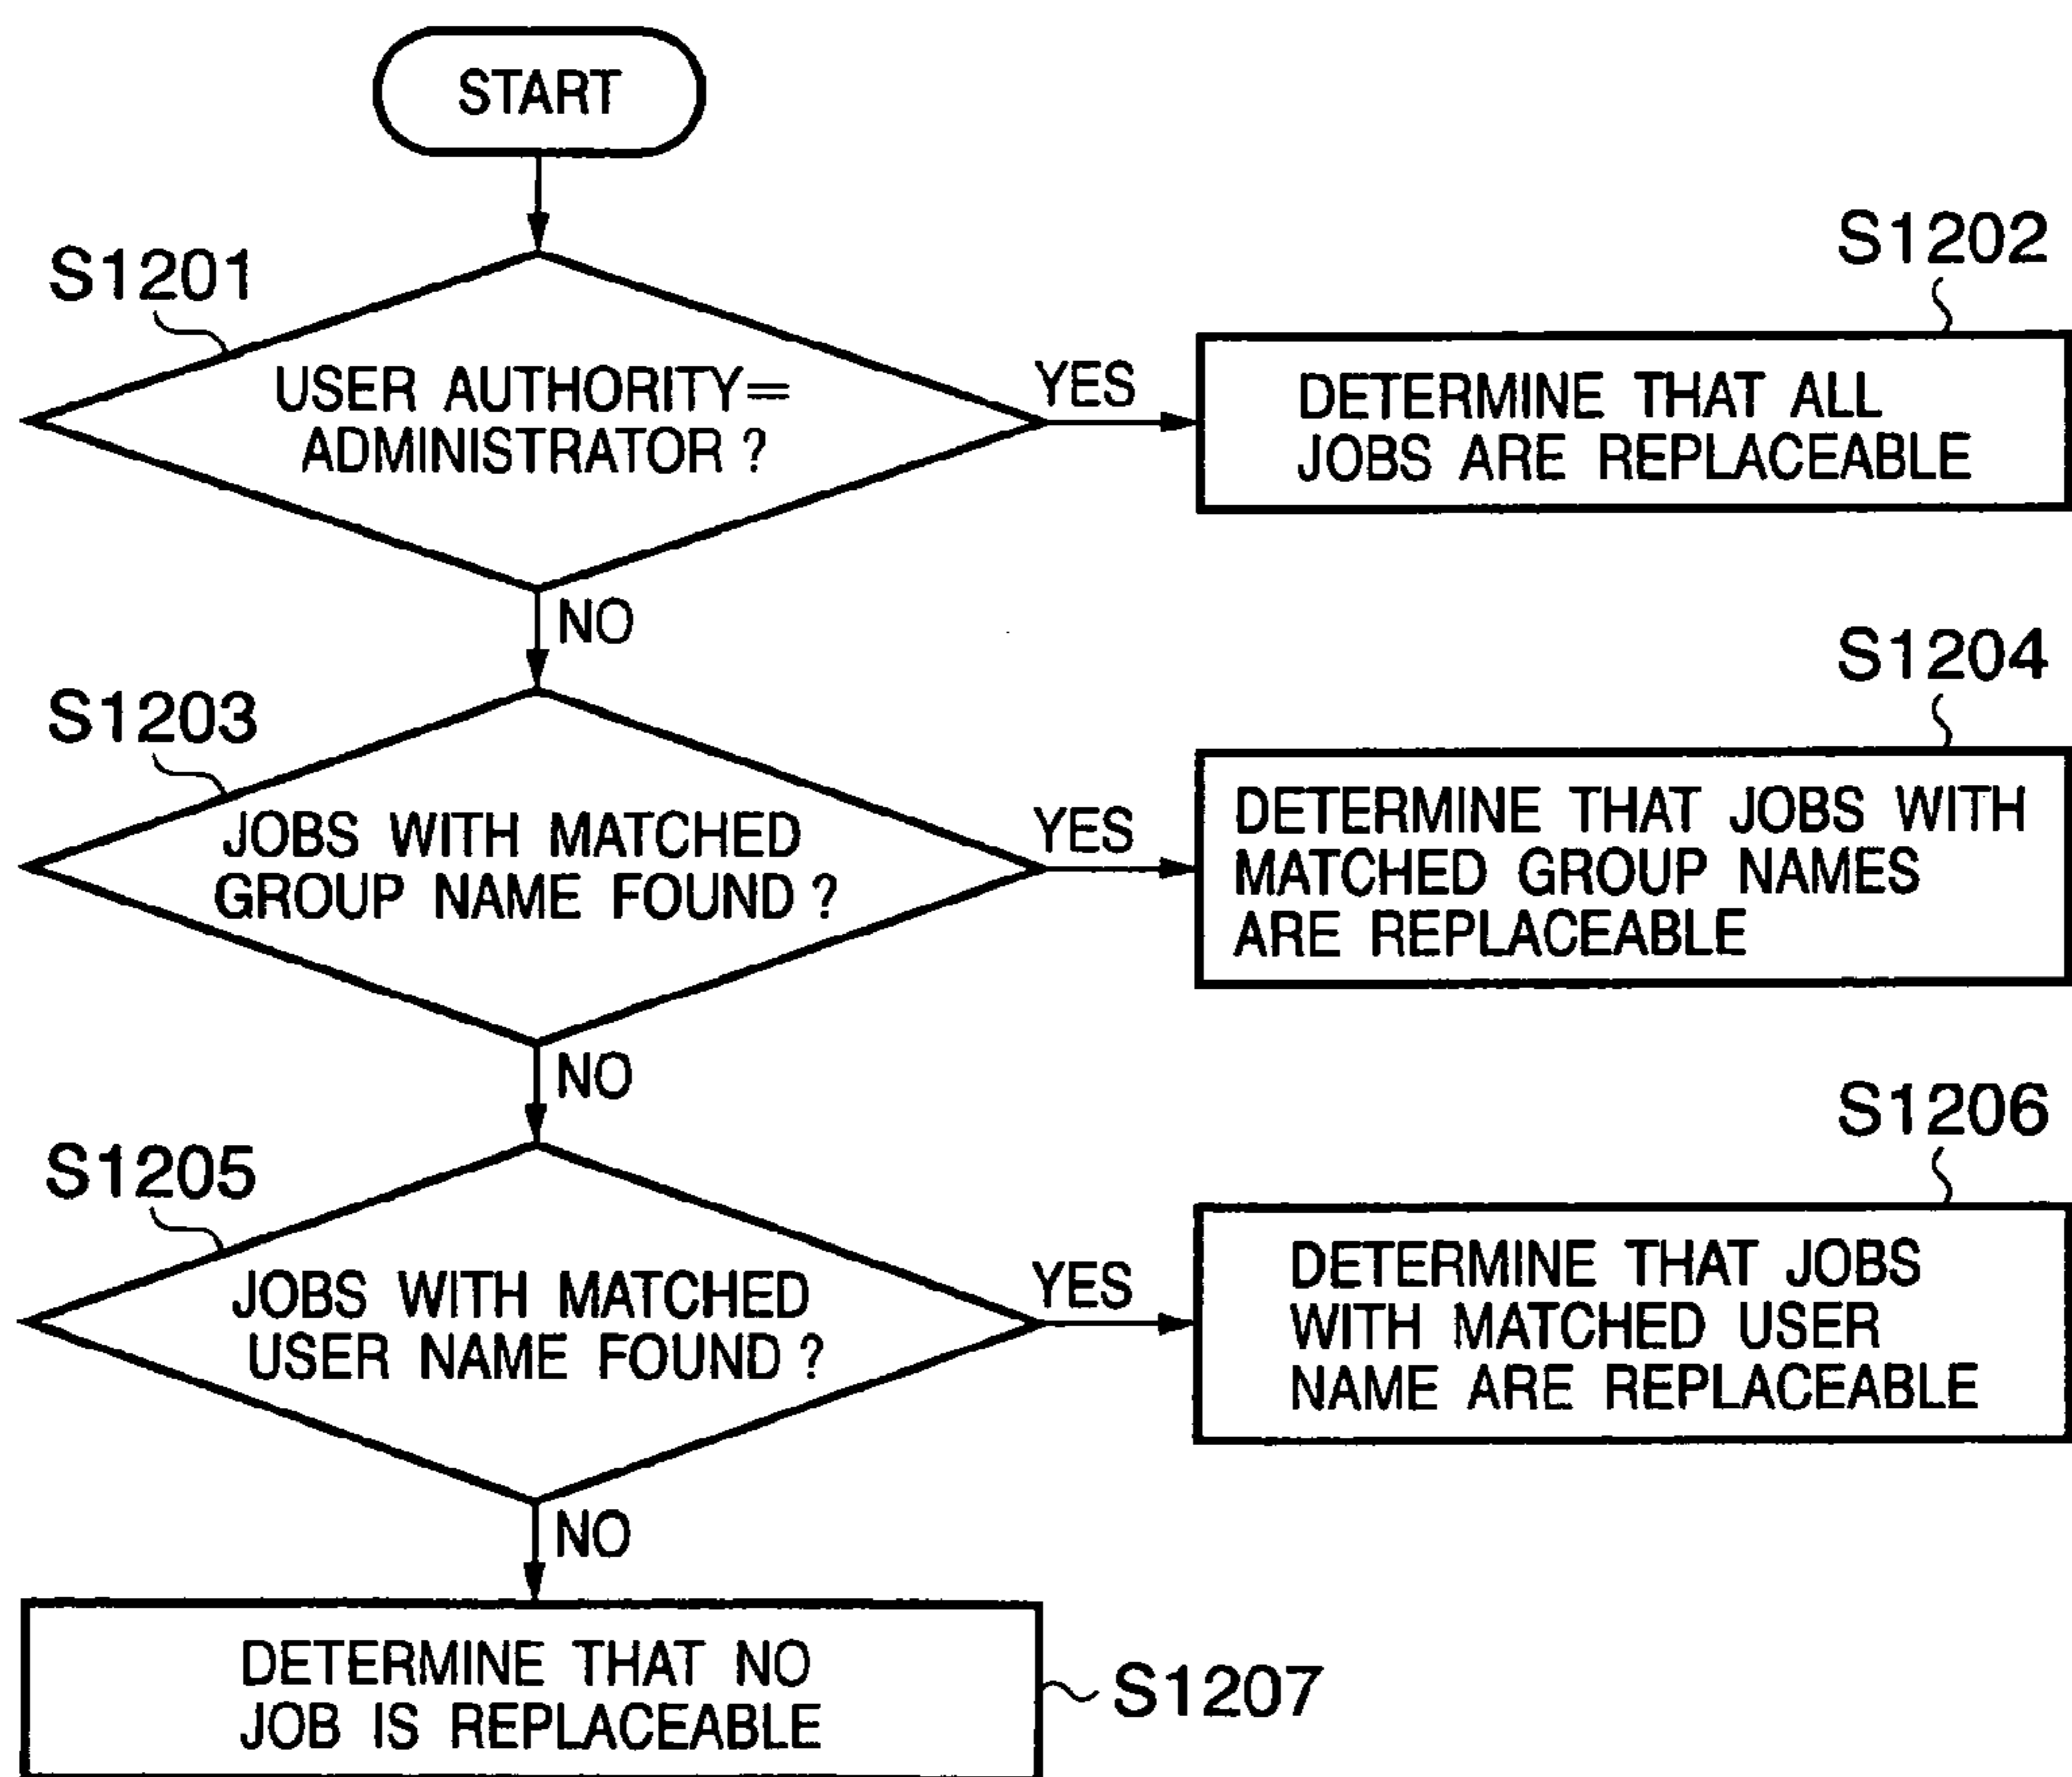 START
S1201
USER AUTHORITY=
ADMINISTRATOR ?
YES
S1202
DETERMINE THAT ALL
JOBS ARE REPLACEABLE
NO
S1203
JOBS WITH MATCHED
GROUP NAME FOUND ?
YES
S1204
DETERMINE THAT JOBS WITH
MATCHED GROUP NAMES
ARE REPLACEABLE
NO
S1205
JOBS WITH MATCHED
USER NAME FOUND ?
YES
S1206
DETERMINE THAT JOBS
WITH MATCHED USER
NAME ARE REPLACEABLE
NO
DETERMINE THAT NO
JOB IS REPLACEABLE
S1207